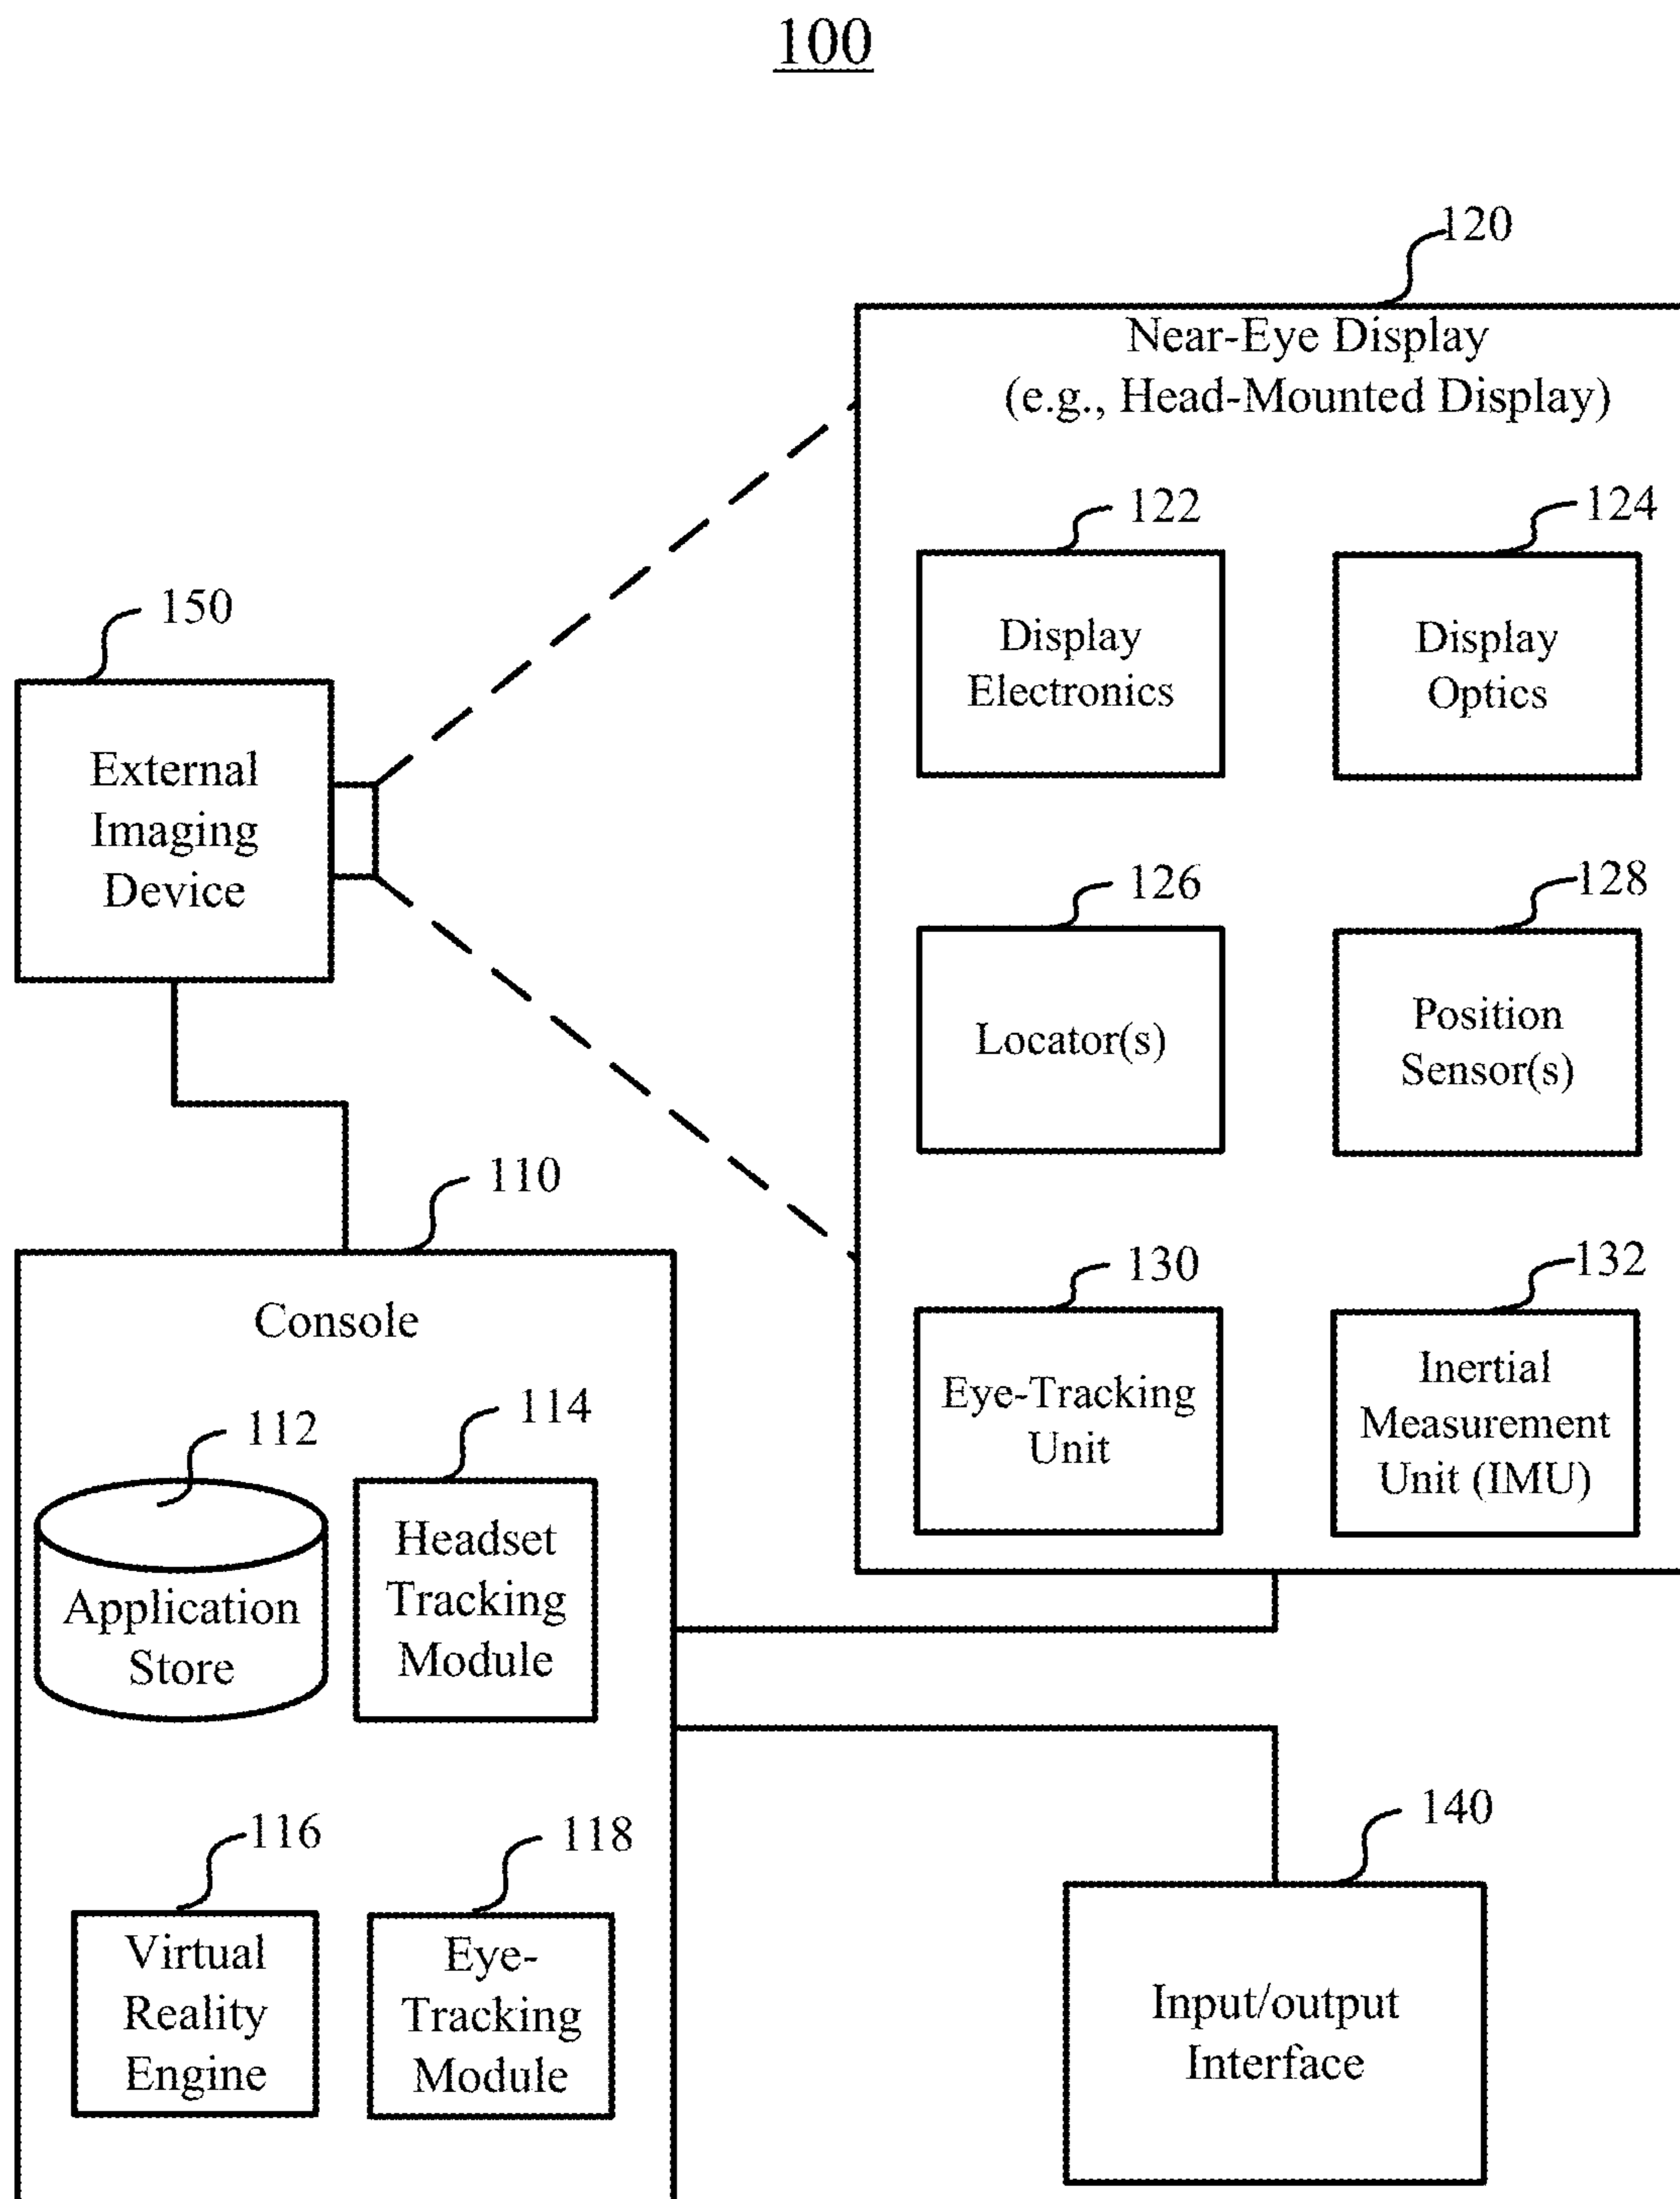 100
120
Near-Eye Display
(e.g., Head-Mounted Display)
122
Display
Electronics
124
Display
Optics
150
External
Imaging
Device
126
Locator(s)
128
Position
Sensor(s)
110
Console
130
Eye-Tracking
Unit
132
Inertial
Measurement
Unit (IMU)
112
Application
Store
114
Headset
Tracking
Module
116
Virtual
Reality
Engine
118
Eye-
Tracking
Module
140
Input/output
Interface